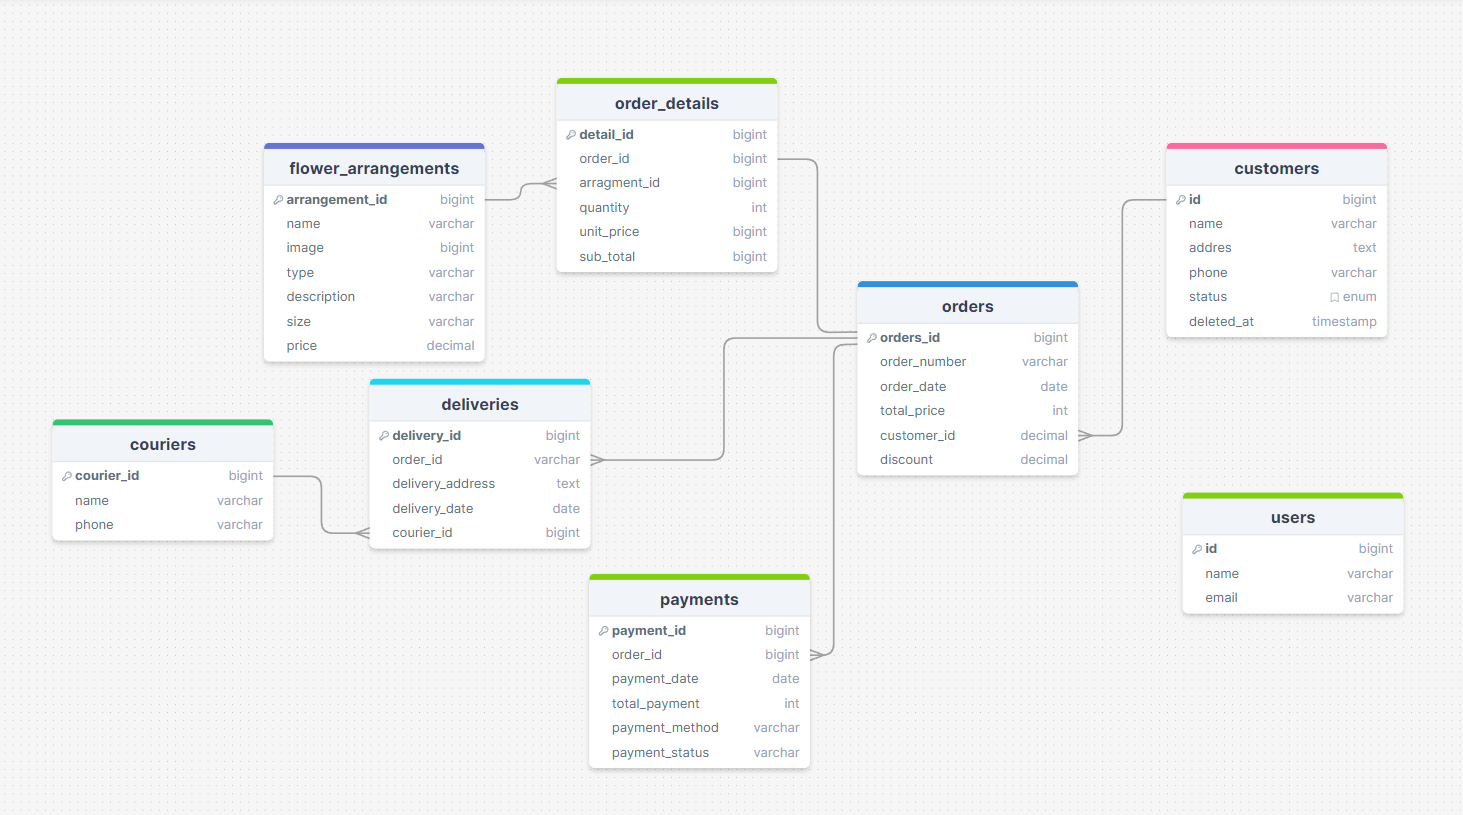 order_details
detail_id bigint
order_id bigint
arragment_id bigint
quantity int
unit_price bigint
sub_total bigint
flower_arrangements
arrangement_id bigint
name varchar
image bigint
type varchar
description varchar
size varchar
price decimal
customers
id bigint
name varchar
addres text
phone varchar
status enum
deleted_at timestamp
orders
orders_id bigint
order_number varchar
order_date date
total_price int
customer_id decimal
discount decimal
deliveries
delivery_id bigint
order_id varchar
delivery_address text
delivery_date date
courier_id bigint
couriers
courier_id bigint
name varchar
phone varchar
users
id bigint
name varchar
email varchar
payments
payment_id bigint
order_id bigint
payment_date date
total_payment int
payment_method varchar
payment_status varchar